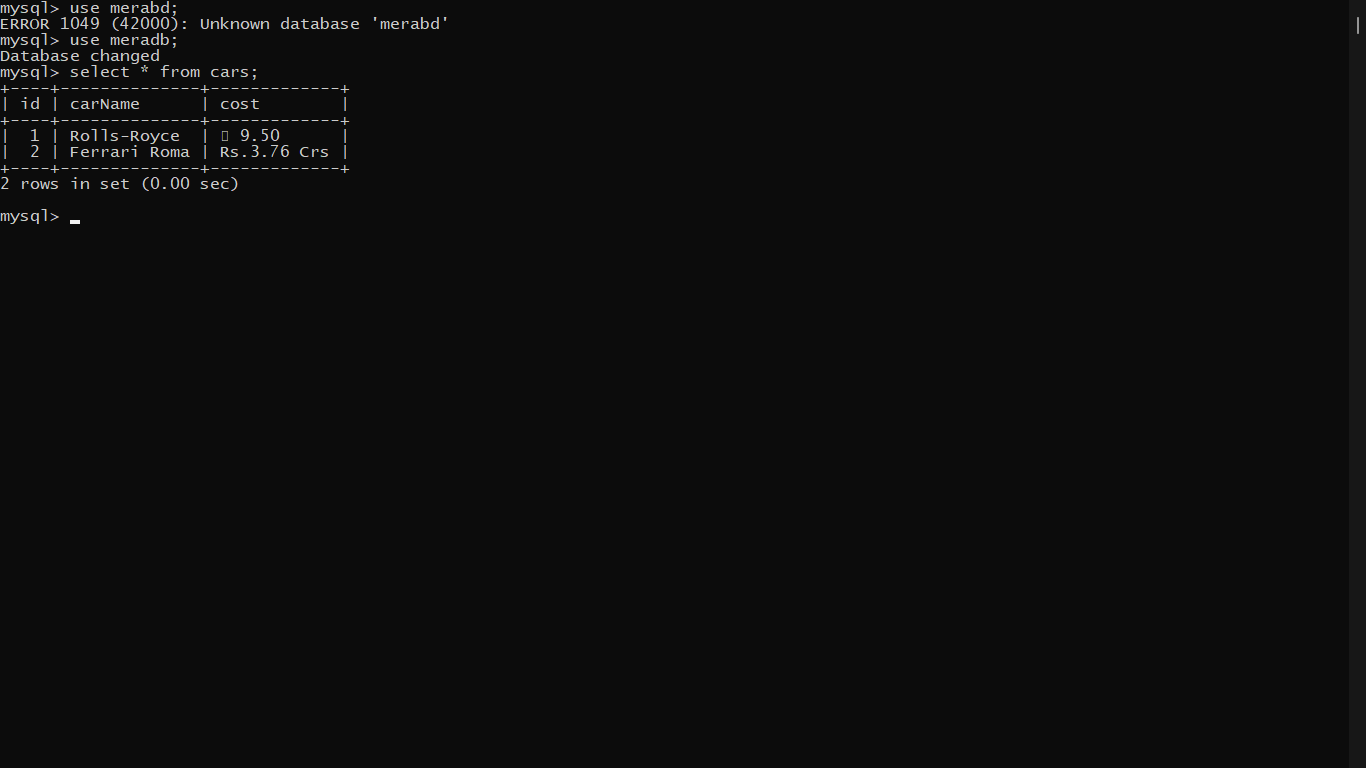 mysql> use merabd;
ERROR 1049 (42000): Unknown database 'merabd'
mysql> use meradb;
Database changed
mysql> select * from cars;
+----+--------------+-------------+
| id | carName      | cost        |
+----+--------------+-------------+
|  1 | Rolls-Royce  | 9.50      |
|  2 | Ferrari Roma | Rs.3.76 Crs |
+----+--------------+-------------+
2 rows in set (0.00 sec)
mysql>